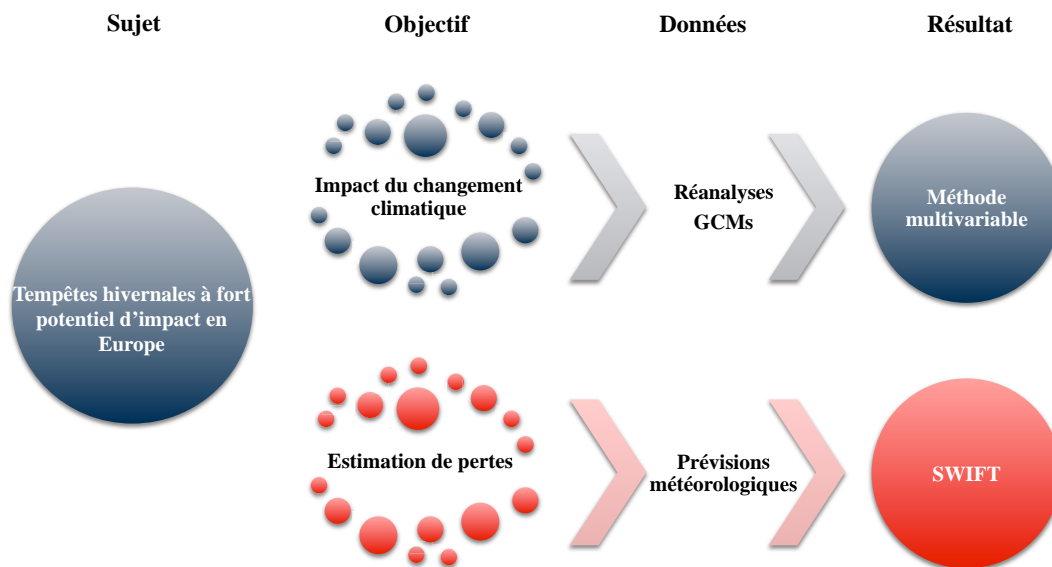 Sujet
Objectif
Données
Résultat
Tempêtes hivernales à fort
potentiel d'impact en
Europe
Impact du changement
climatique
Réanalyses
GCMs
Méthode
multivariable
Estimation de pertes
Prévisions
météorologiques
SWIFT